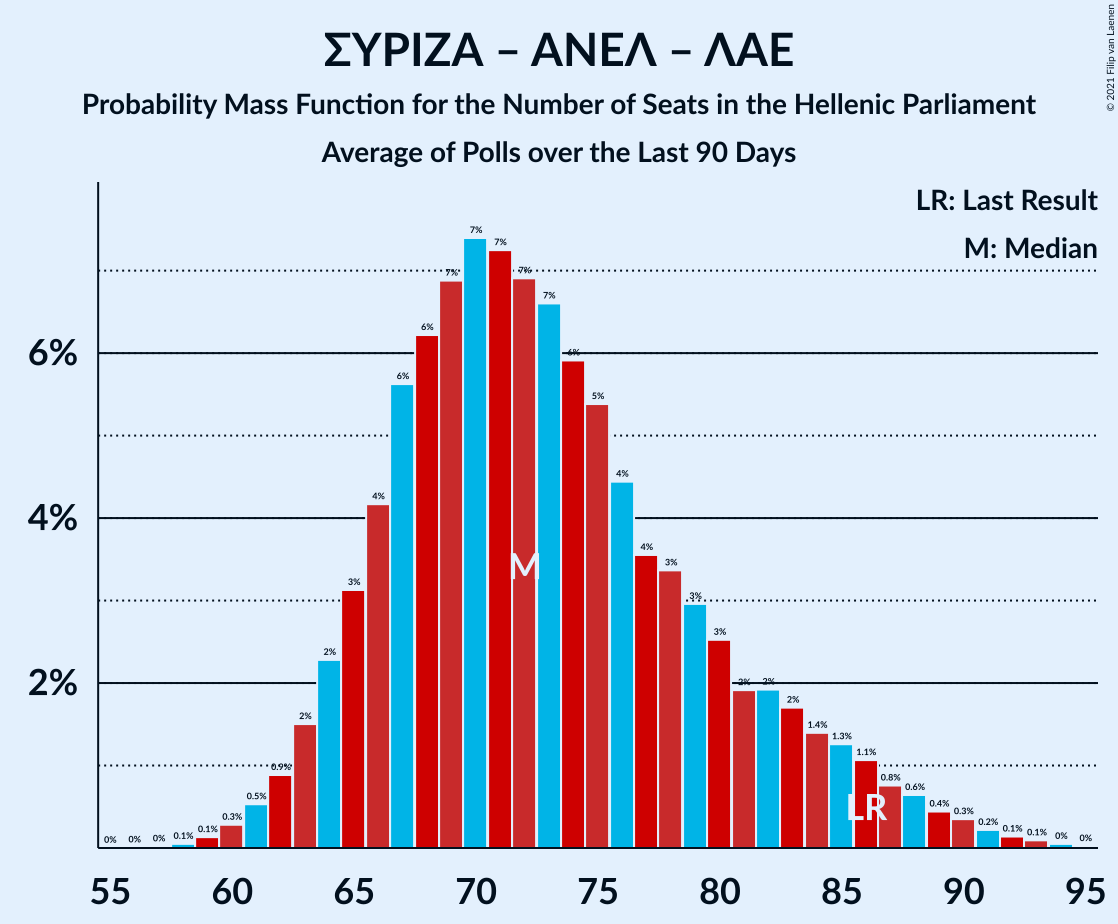 ΣΥΡΙΖΑ – ΑΝΕΛ – ΛΑΕ
Probability Mass Function for the Number of Seats in the Hellenic Parliament
Average of Polls over the Last 90 Days
© 2021 Filip van Laenen
LR: Last Result
M: Median
6%
4%
2%
0% 0% 0% 0.1% 0.1% 0.3% 0.5% 0.9% 2% 2% 3% 4% 6% 6% 7% 7% 7% 7% 7% 6% 5% 4% 4% 3% 3% 3% 2% 2% 2% 1.4% 1.3% 1.1% 0.8% 0.6% 0.4% 0.3% 0.2% 0.1% 0.1% 0% 0%
M
LR
55 60 65 70 75 80 85 90 95